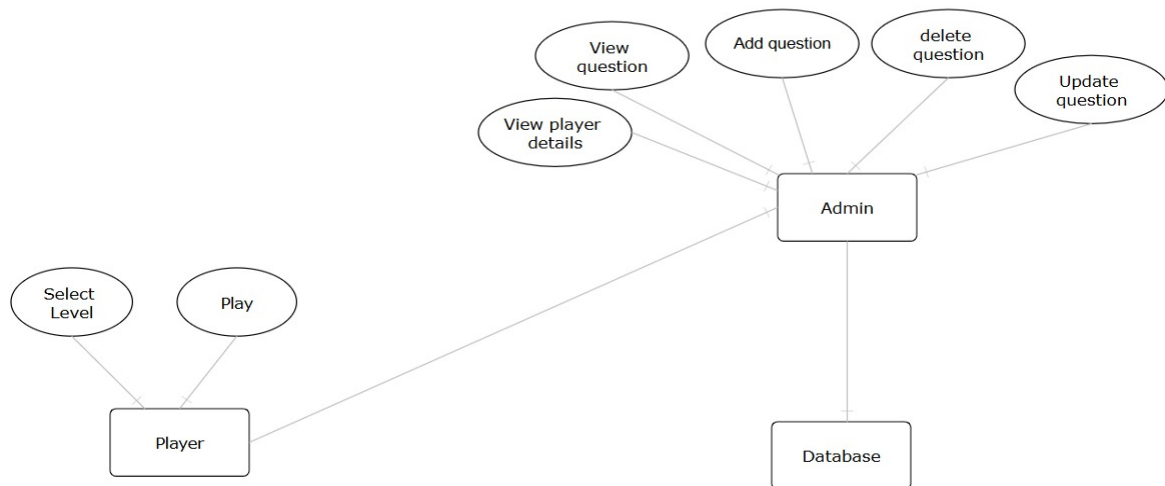 View
question
Add question
delete
question
Update
question
View player
details
Admin
Select
Level
Play
Player
Database